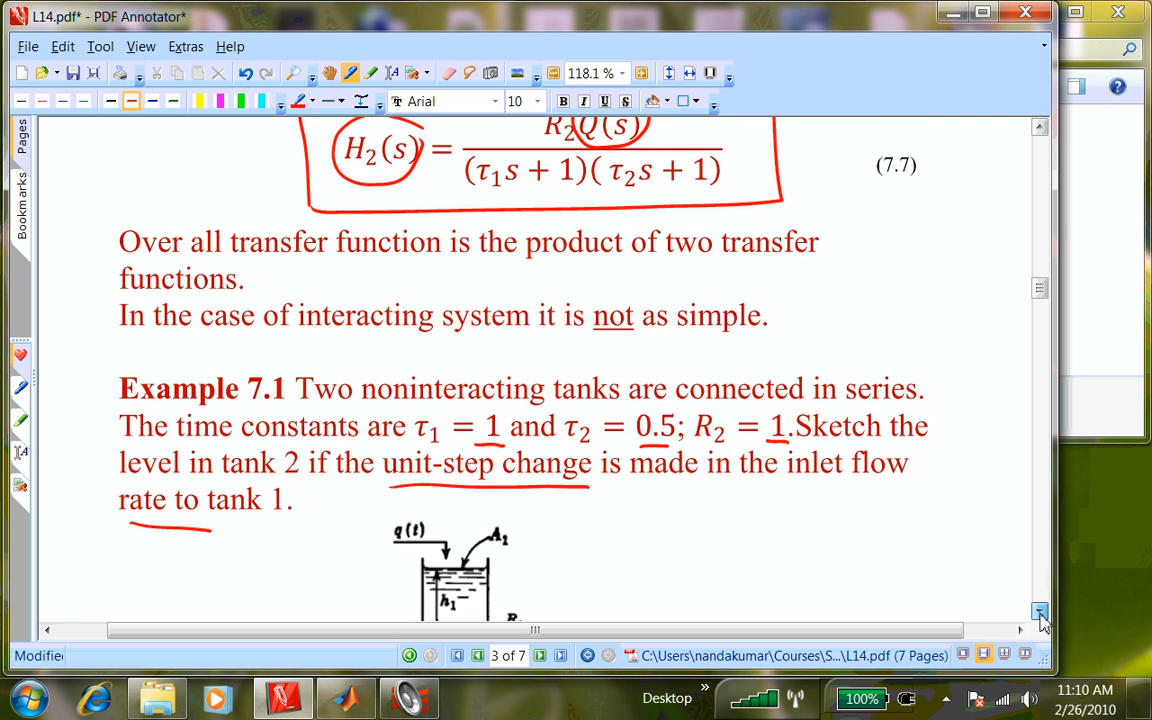 L14.pdf* - PDF Annotator*
File Edit Tool View Extras Help
118.1 %
Arial 10 B I U S
Pages
Bookmarks
H₂(s) = R₂Q(s) / (τ₁s + 1)( τ₂s + 1)
(7.7)
Over all transfer function is the product of two transfer
functions.
In the case of interacting system it is not as simple.
Example 7.1 Two noninteracting tanks are connected in series.
The time constants are τ₁ = 1 and τ₂ = 0.5; R₂ = 1.Sketch the
level in tank 2 if the unit-step change is made in the inlet flow
rate to tank 1.
q(t)
A₁
h₁
Modified
3 of 7
C:\Users\nandakumar\Courses\S...\L14.pdf (7 Pages)
Desktop
100%
11:10 AM
2/26/2010